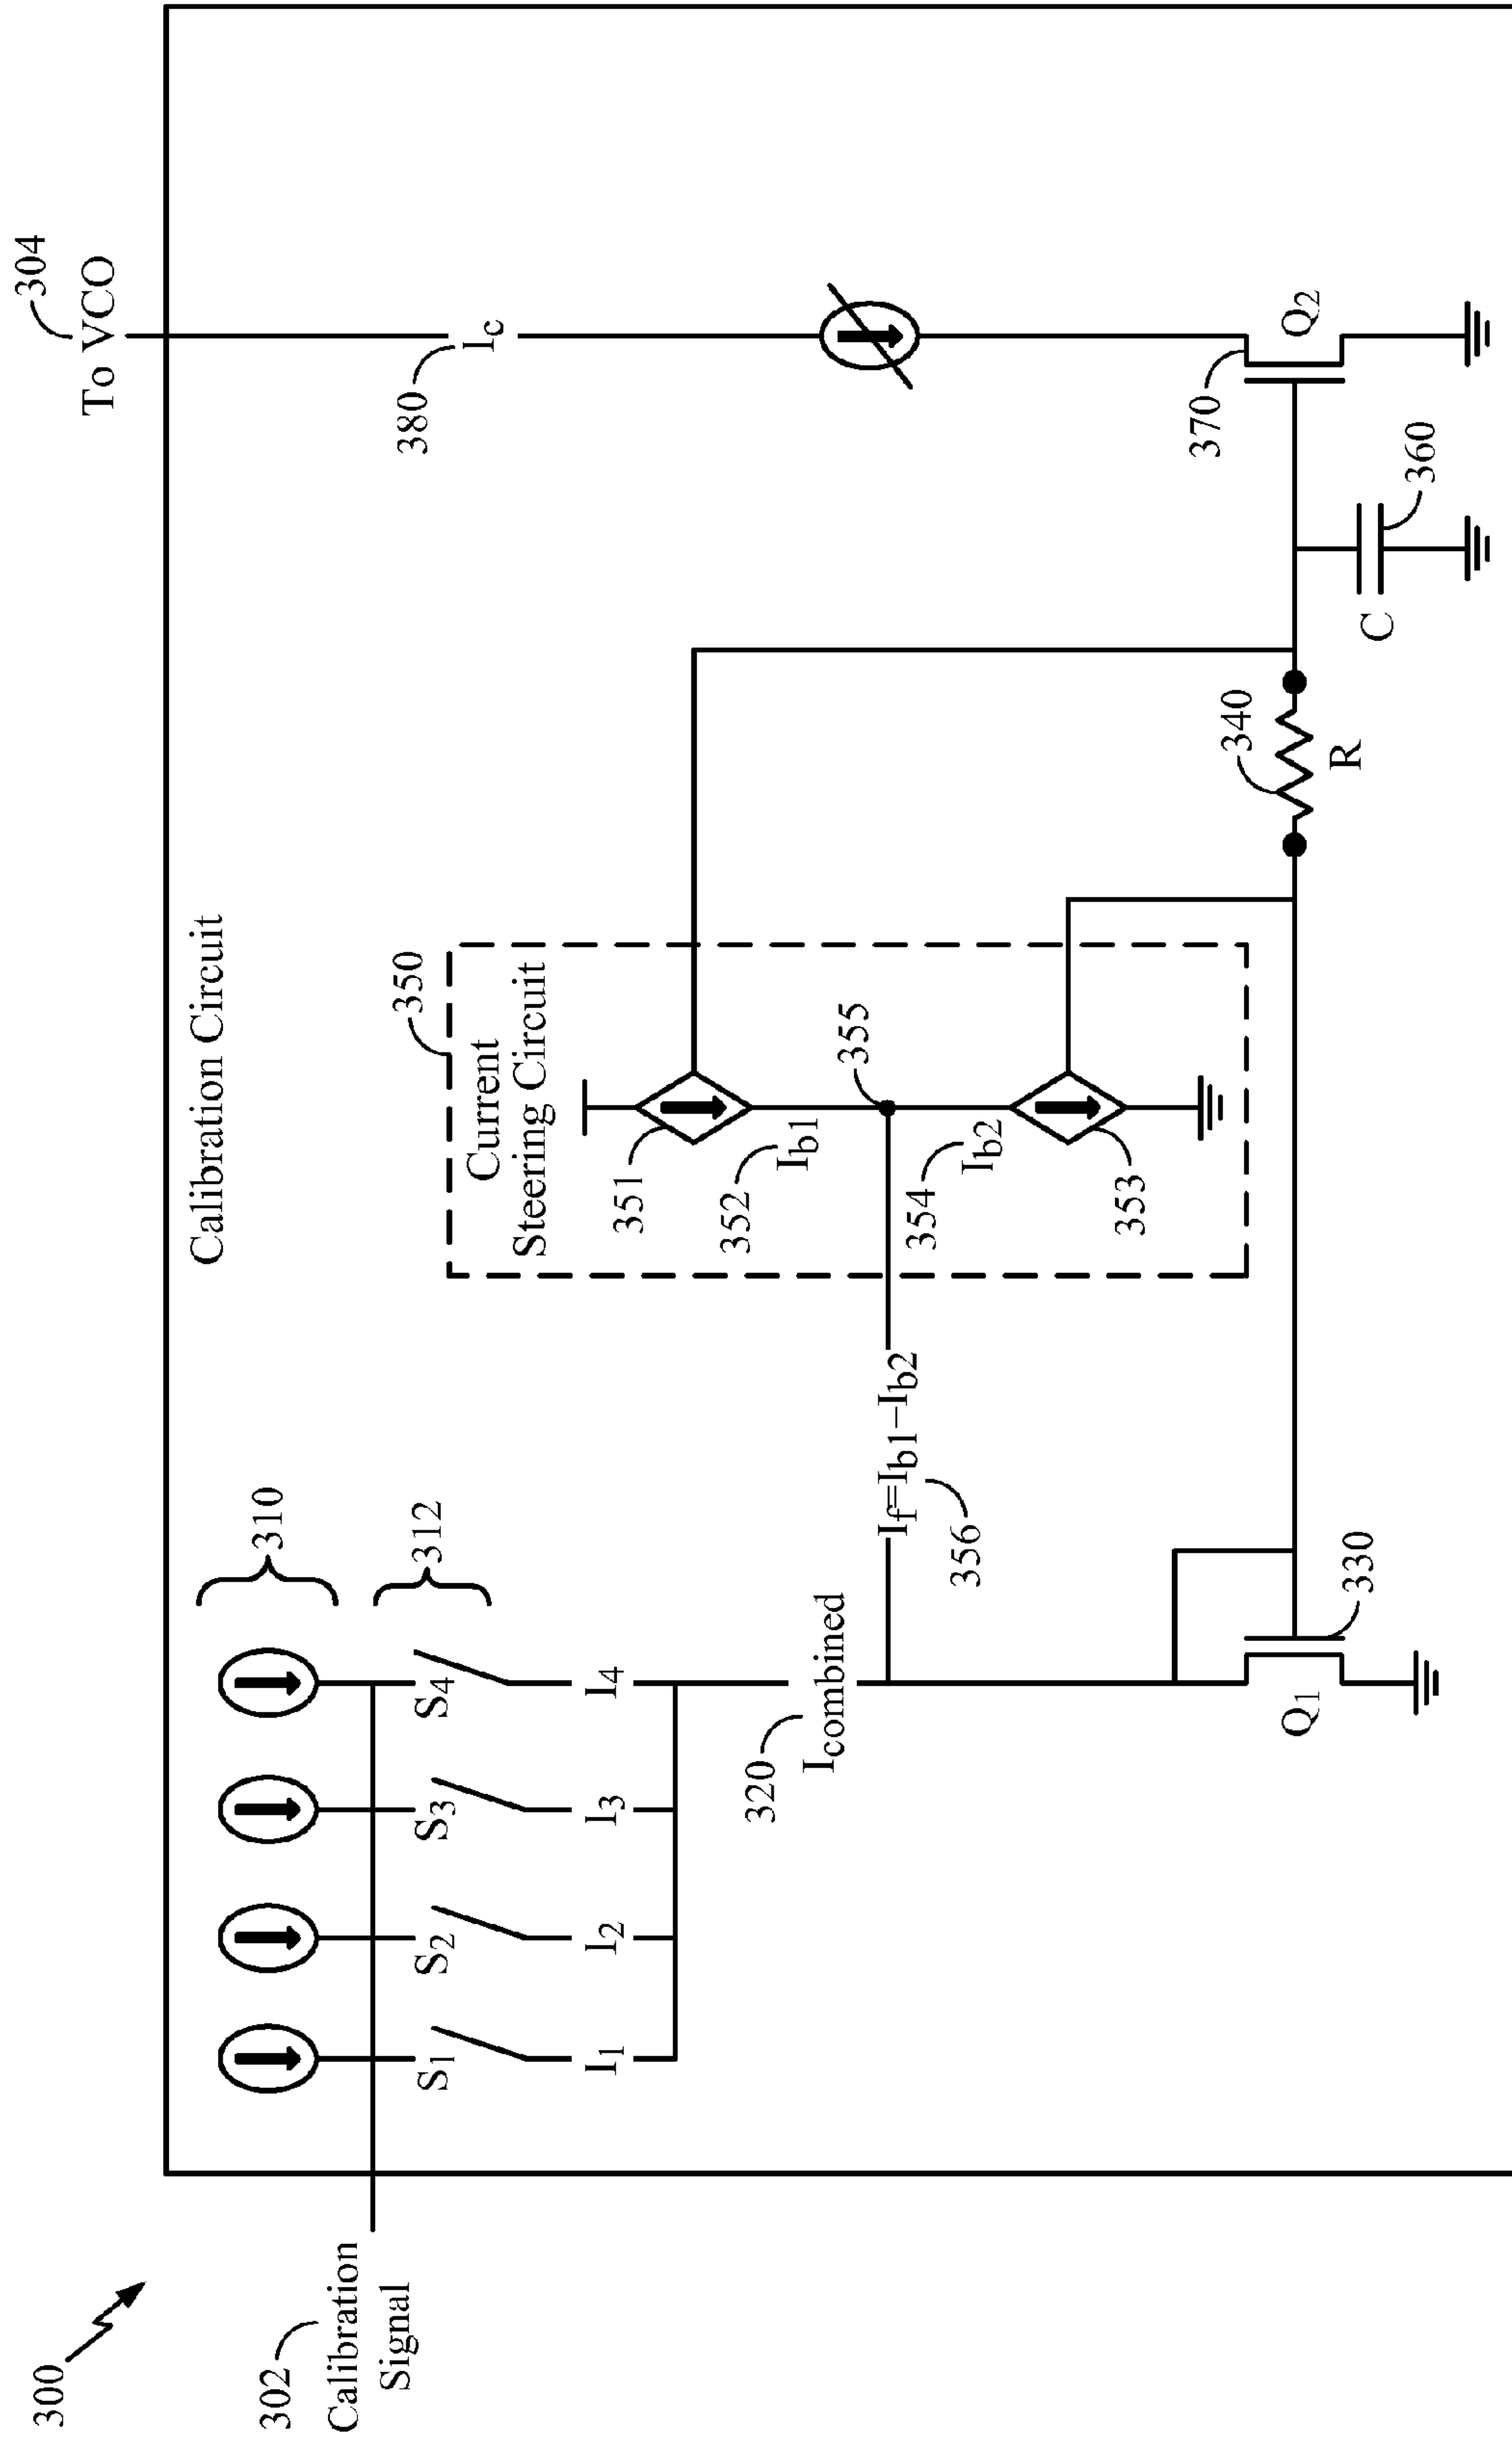 300
304
To VCO
302
Calibration
Signal
Calibration Circuit
310
312
S1
S2
S3
S4
I1
I2
I3
I4
320
Icombined
If=Ib1−Ib2
356
350
Current
Steering Circuit
351
352
Ib1
355
354
Ib2
353
380
Ic
Q1
330
340
R
C
360
370
Q2